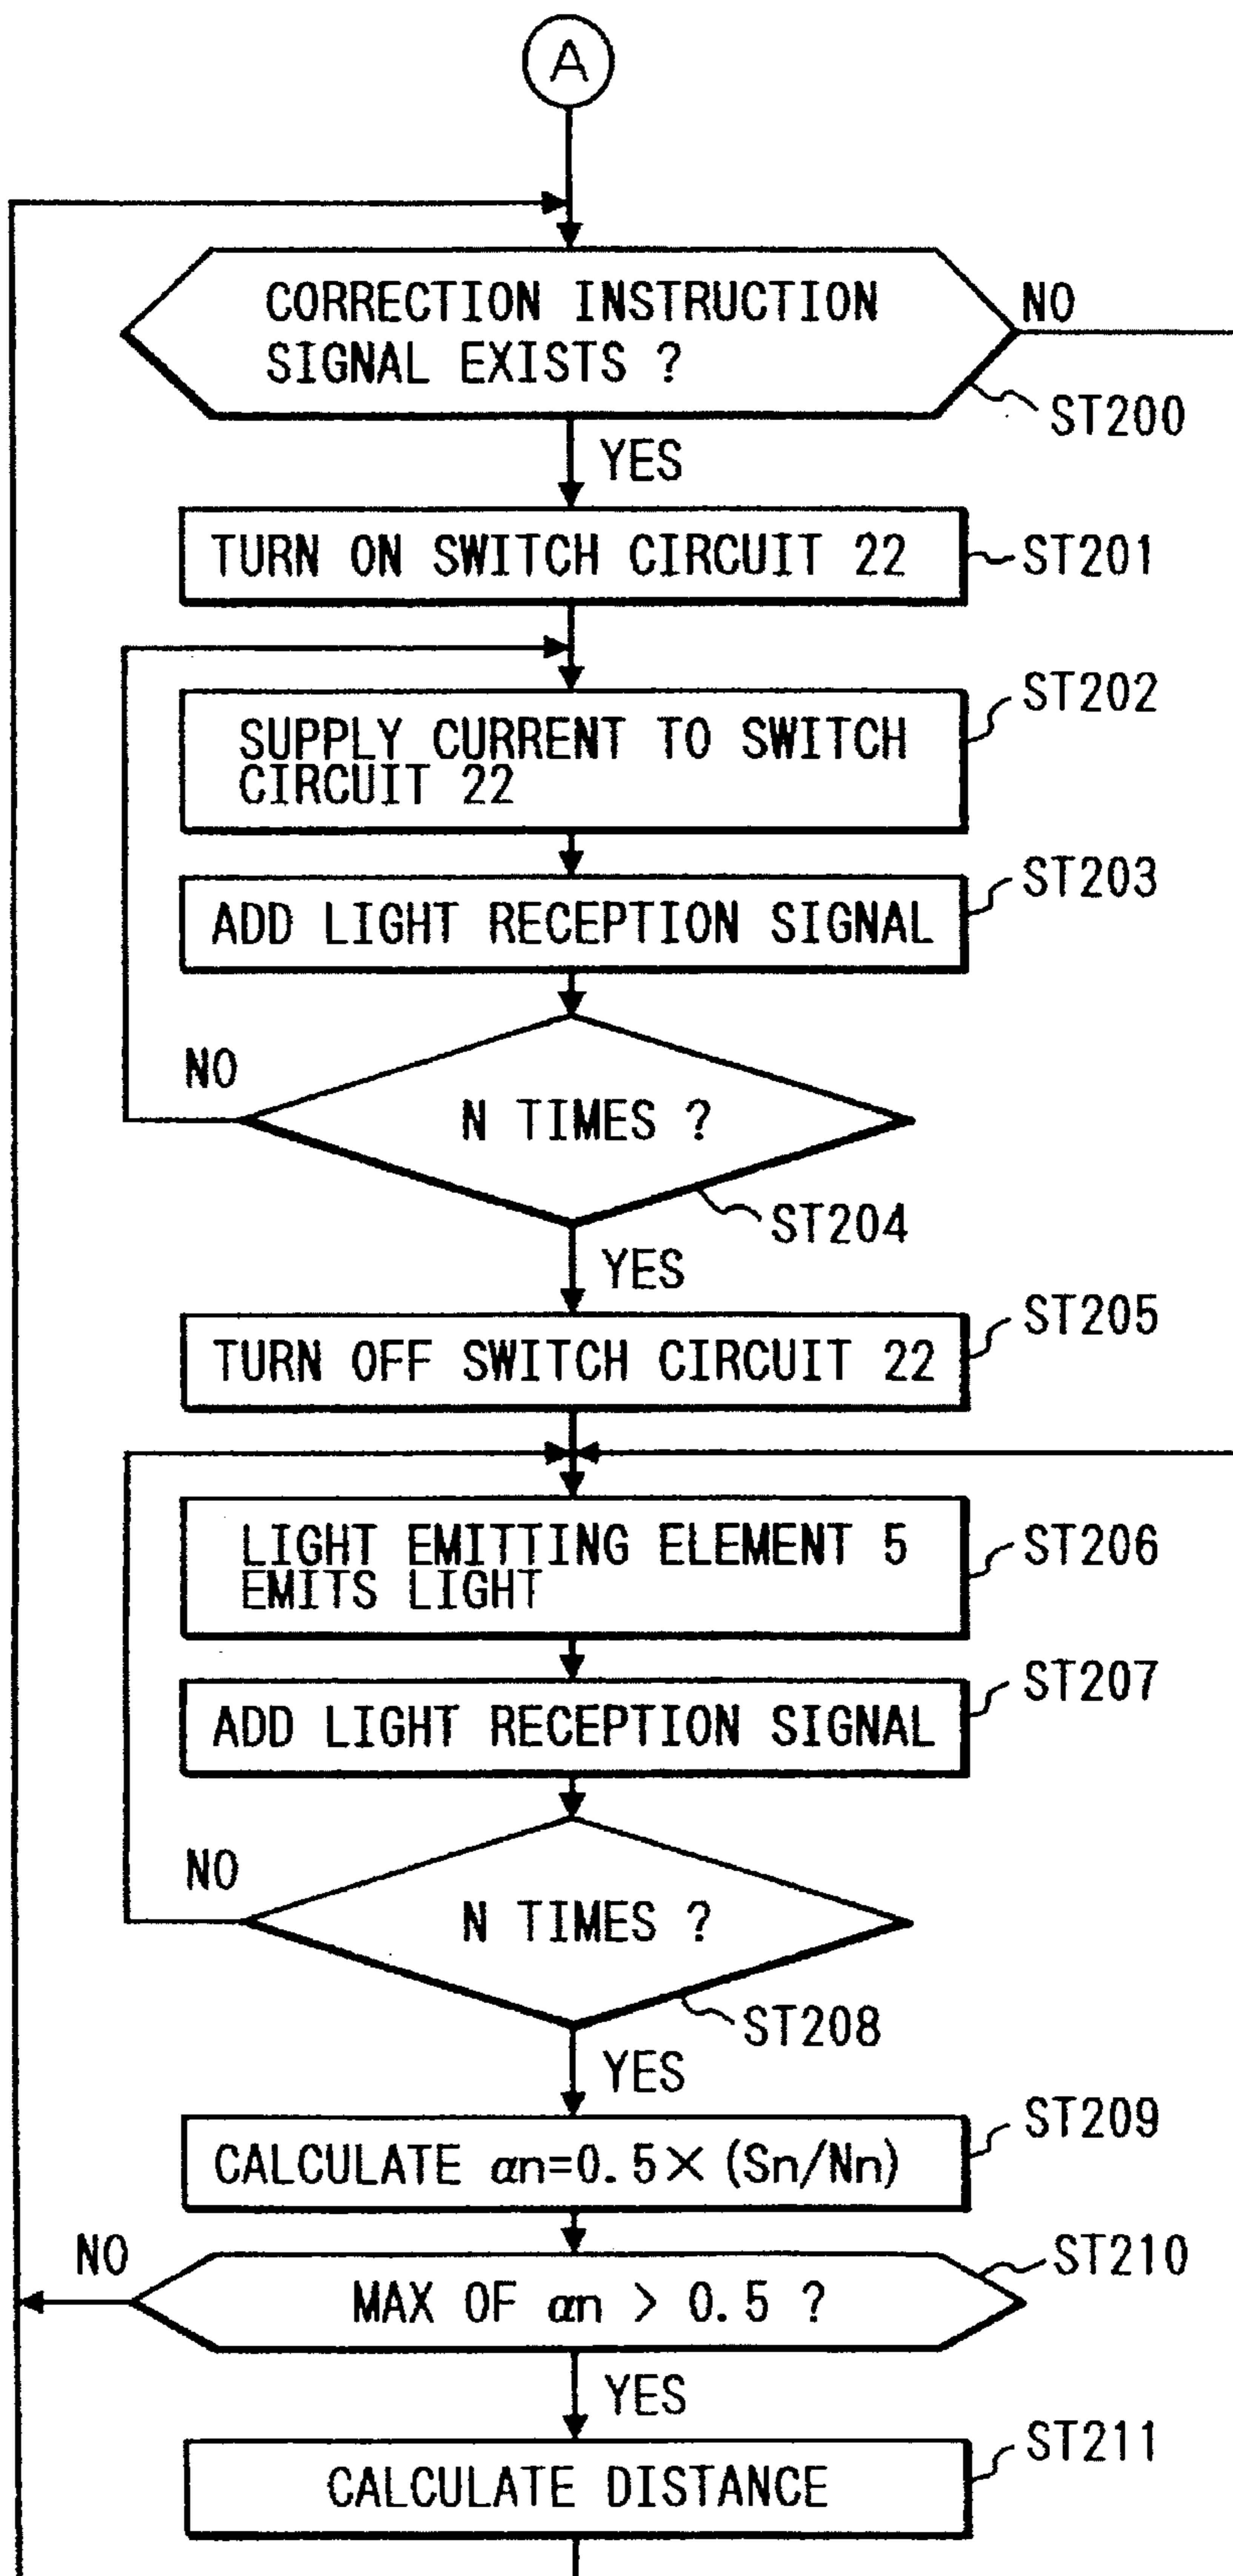 A
CORRECTION INSTRUCTION
SIGNAL EXISTS ?
NO
ST200
YES
TURN ON SWITCH CIRCUIT 22
ST201
SUPPLY CURRENT TO SWITCH
CIRCUIT 22
ST202
ADD LIGHT RECEPTION SIGNAL
ST203
NO
N TIMES ?
ST204
YES
TURN OFF SWITCH CIRCUIT 22
ST205
LIGHT EMITTING ELEMENT 5
EMITS LIGHT
ST206
ADD LIGHT RECEPTION SIGNAL
ST207
NO
N TIMES ?
ST208
YES
CALCULATE αn=0.5×(Sn/Nn)
ST209
NO
MAX OF αn > 0.5 ?
ST210
YES
CALCULATE DISTANCE
ST211